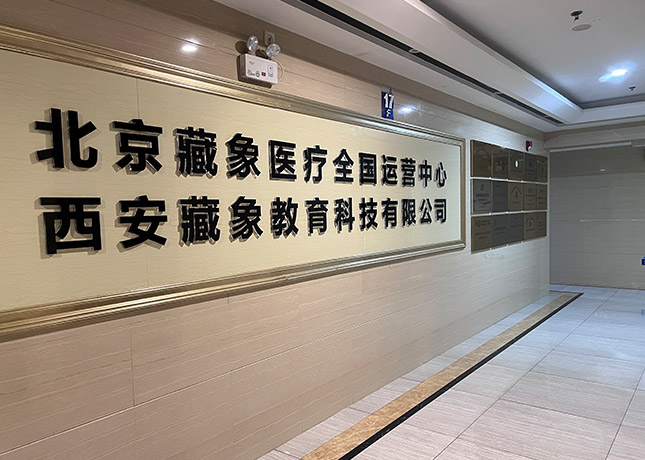 北京藏象医疗全国运营中心
西安藏象教育科技有限公司
17
F